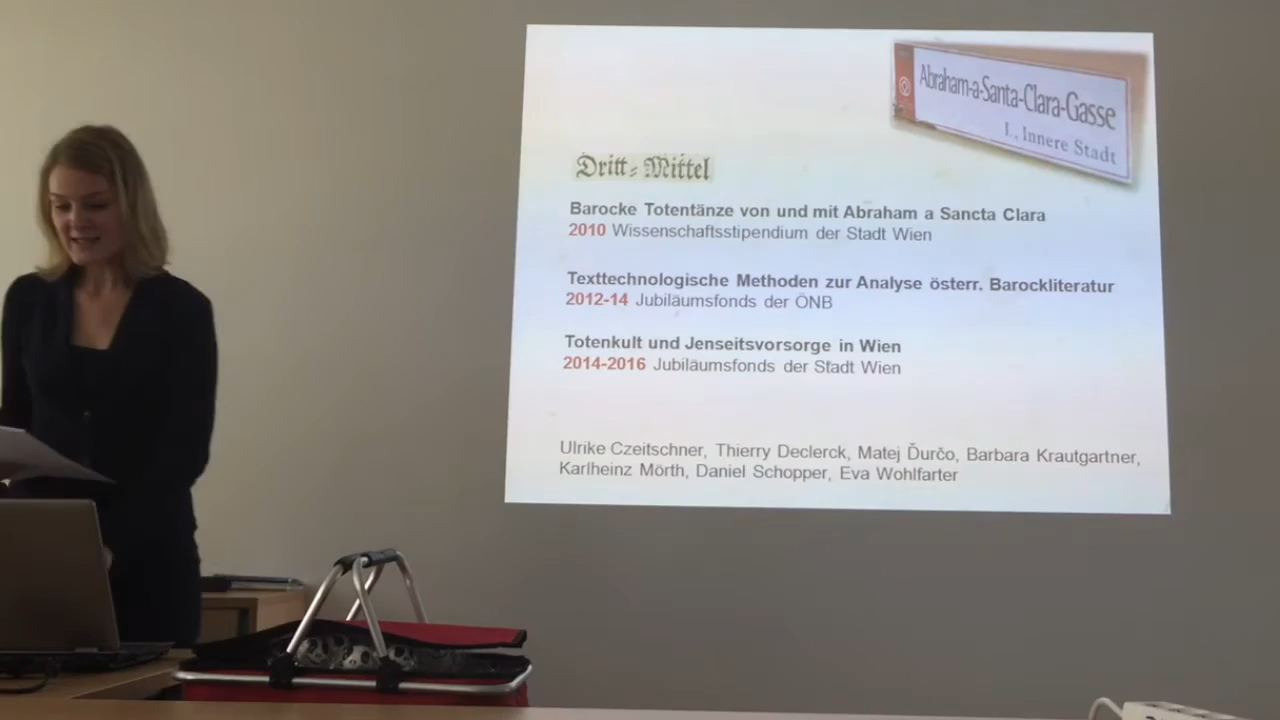 Abraham-a-Santa-Clara-Gasse
I., Innere Stadt
Dritt-Mittel
Barocke Totentänze von und mit Abraham a Sancta Clara
2010 Wissenschaftsstipendium der Stadt Wien
Texttechnologische Methoden zur Analyse österr. Barockliteratur
2012-14 Jubiläumsfonds der ÖNB
Totenkult und Jenseitsvorsorge in Wien
2014-2016 Jubiläumsfonds der Stadt Wien
Ulrike Czeitschner, Thierry Declerck, Matej Ďurčo, Barbara Krautgartner,
Karlheinz Mörth, Daniel Schopper, Eva Wohlfarter